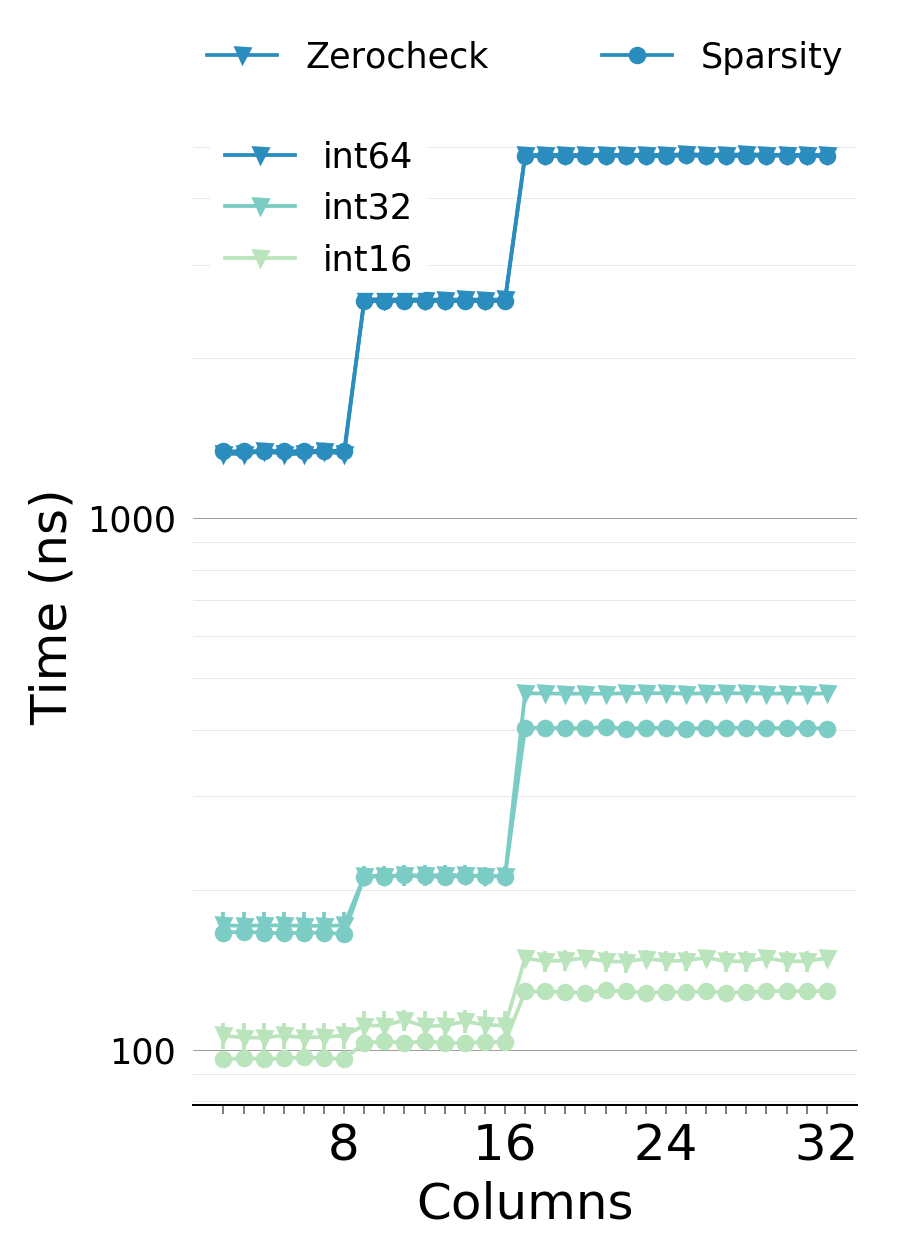 Zerocheck Sparsity
int64
int32
int16
Time (ns)
1000
100
8 16 24 32
Columns